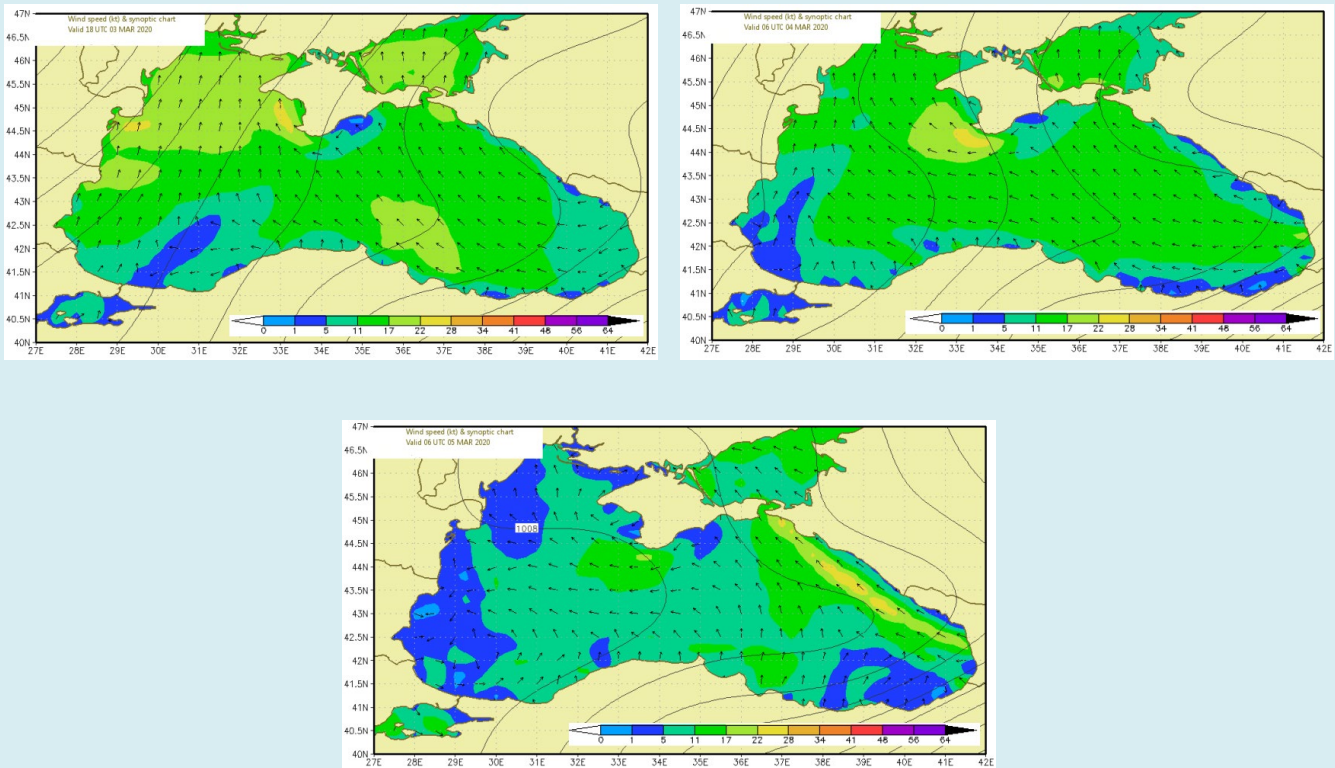 Wind speed (kt) & synoptic chart
Valid 18 UTC 03 MAR 2020
47N
46.5N
46N
45.5N
45N
44.5N
44N
43.5N
43N
42.5N
42N
41.5N
41N
40.5N
40N
0 1 5 11 17 22 28 34 41 48 56 64
27E 28E 29E 30E 31E 32E 33E 34E 35E 36E 37E 38E 39E 40E 41E 42E
Wind speed (kt) & synoptic chart
Valid 06 UTC 04 MAR 2020
47N
46.5N
46N
45.5N
45N
44.5N
44N
43.5N
43N
42.5N
42N
41.5N
41N
40.5N
40N
0 1 5 11 17 22 28 34 41 48 56 64
27E 28E 29E 30E 31E 32E 33E 34E 35E 36E 37E 38E 39E 40E 41E 42E
Wind speed (kt) & synoptic chart
Valid 06 UTC 05 MAR 2020
47N
46.5N
46N
45.5N
45N
1008
44.5N
44N
43.5N
43N
42.5N
42N
41.5N
41N
40.5N
40N
0 1 5 11 17 22 28 34 41 48 56 64
27E 28E 29E 30E 31E 32E 33E 34E 35E 36E 37E 38E 39E 40E 41E 42E